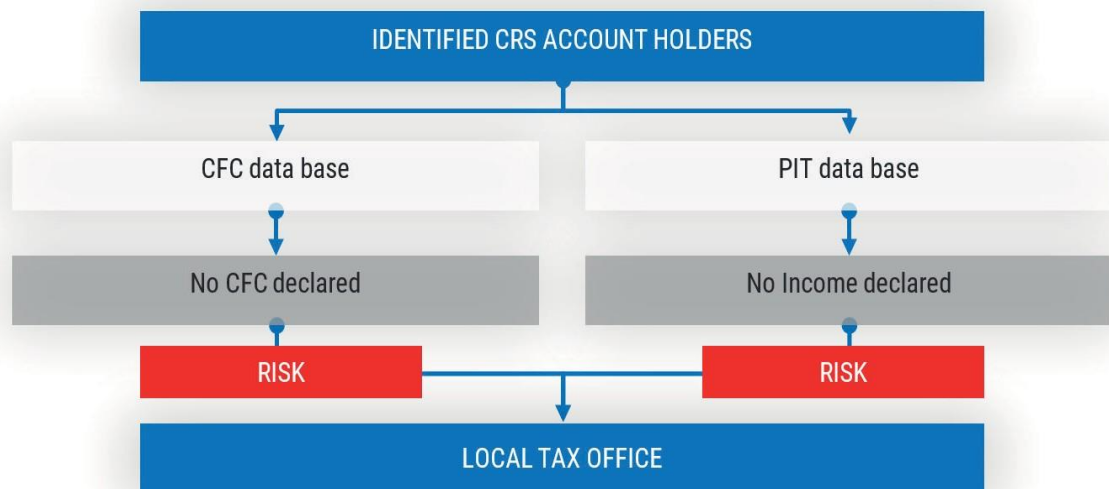 IDENTIFIED CRS ACCOUNT HOLDERS
CFC data base
PIT data base
No CFC declared
No Income declared
RISK
RISK
LOCAL TAX OFFICE